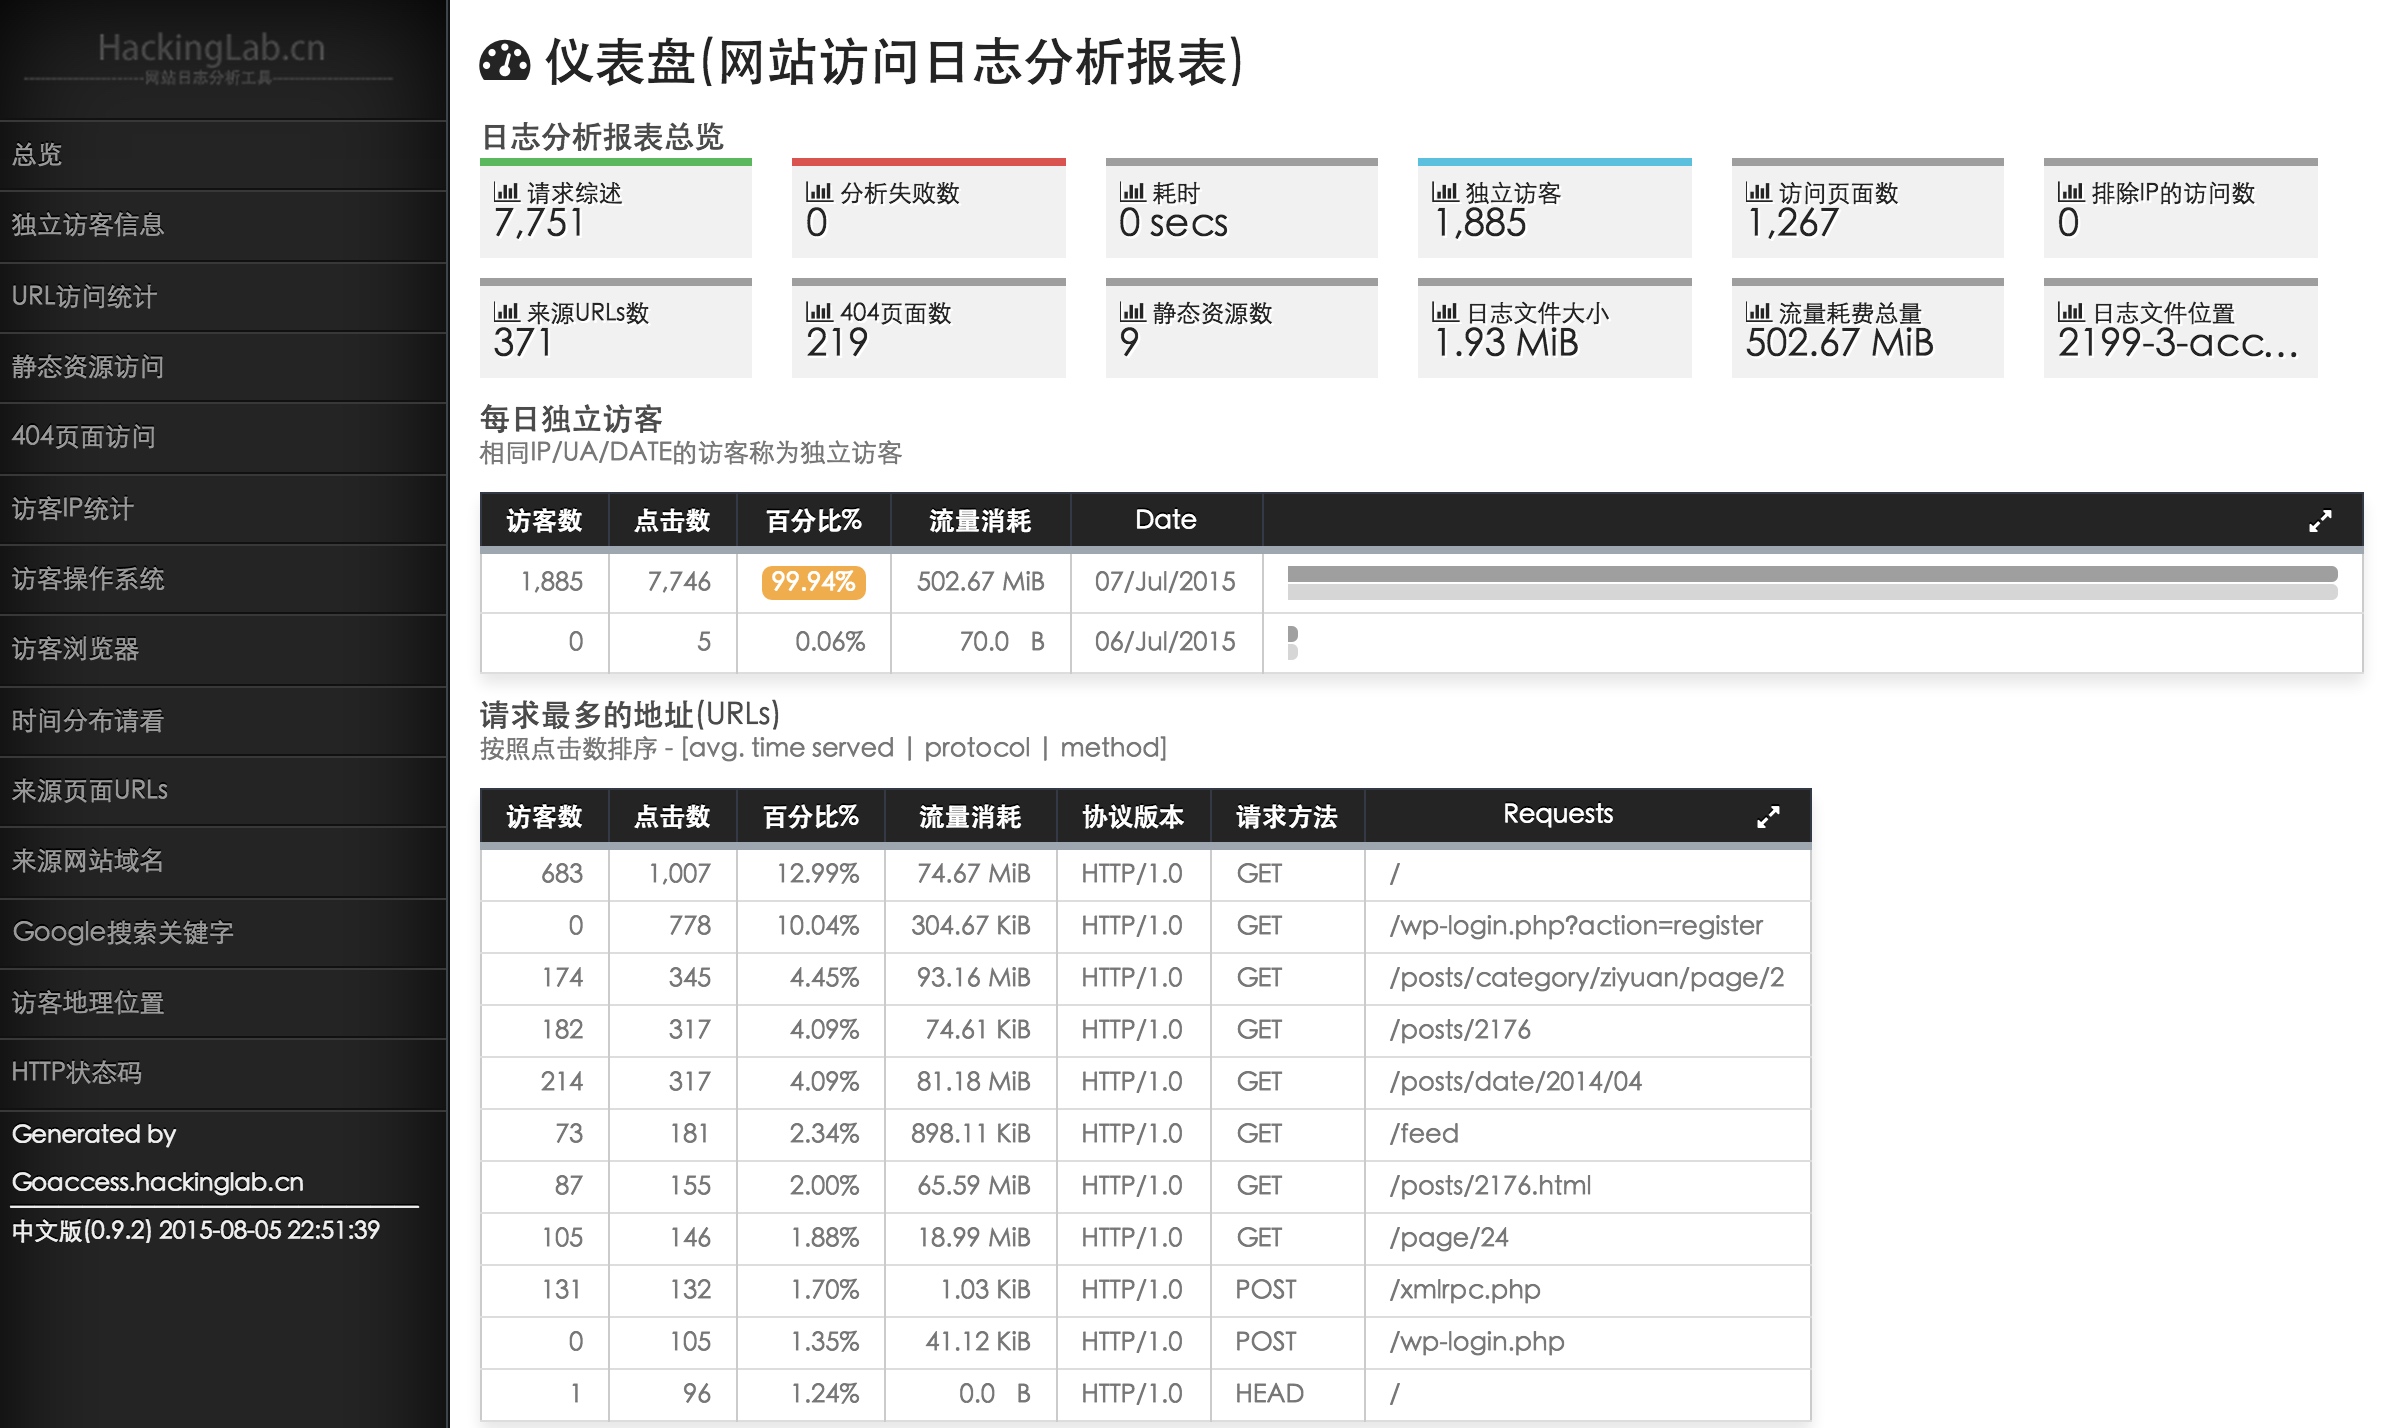 HackingLab.cn
网站日志分析工具
总览
独立访客信息
URL访问统计
静态资源访问
404页面访问
访客IP统计
访客操作系统
访客浏览器
时间分布请看
来源页面URLs
来源网站域名
Google搜索关键字
访客地理位置
HTTP状态码
Generated by
Goaccess.hackinglab.cn
中文版(0.9.2) 2015-08-05 22:51:39
仪表盘(网站访问日志分析报表)
日志分析报表总览
请求综述 分析失败数 耗时 独立访客 访问页面数 排除IP的访问数
7,751 0 0 secs 1,885 1,267 0
来源URLs数 404页面数 静态资源数 日志文件大小 流量耗费总量 日志文件位置
371 219 9 1.93 MiB 502.67 MiB 2199-3-acc...
每日独立访客
相同IP/UA/DATE的访客称为独立访客
访客数 点击数 百分比% 流量消耗 Date
1,885 7,746 99.94% 502.67 MiB 07/Jul/2015
0 5 0.06% 70.0 B 06/Jul/2015
请求最多的地址(URLs)
按照点击数排序 - [avg. time served | protocol | method]
访客数 点击数 百分比% 流量消耗 协议版本 请求方法 Requests
683 1,007 12.99% 74.67 MiB HTTP/1.0 GET /
0 778 10.04% 304.67 KiB HTTP/1.0 GET /wp-login.php?action=register
174 345 4.45% 93.16 MiB HTTP/1.0 GET /posts/category/ziyuan/page/2
182 317 4.09% 74.61 KiB HTTP/1.0 GET /posts/2176
214 317 4.09% 81.18 MiB HTTP/1.0 GET /posts/date/2014/04
73 181 2.34% 898.11 KiB HTTP/1.0 GET /feed
87 155 2.00% 65.59 MiB HTTP/1.0 GET /posts/2176.html
105 146 1.88% 18.99 MiB HTTP/1.0 GET /page/24
131 132 1.70% 1.03 KiB HTTP/1.0 POST /xmlrpc.php
0 105 1.35% 41.12 KiB HTTP/1.0 POST /wp-login.php
1 96 1.24% 0.0 B HTTP/1.0 HEAD /